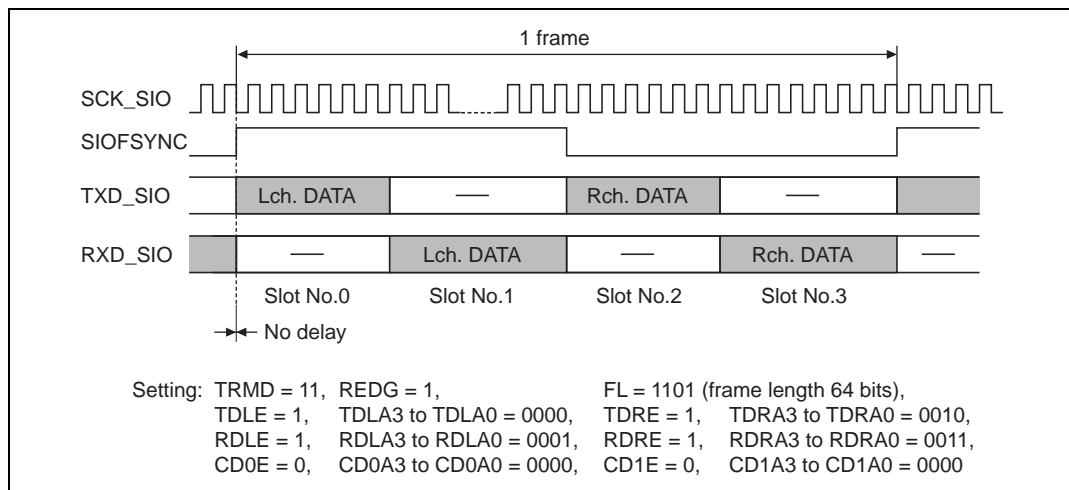 1 frame
SCK_SIO
SIOFSYNC
TXD_SIO Lch. DATA — Rch. DATA —
RXD_SIO — Lch. DATA — Rch. DATA —
Slot No.0 Slot No.1 Slot No.2 Slot No.3
No delay
Setting: TRMD = 11, REDG = 1, FL = 1101 (frame length 64 bits),
TDLE = 1, TDLA3 to TDLA0 = 0000, TDRE = 1, TDRA3 to TDRA0 = 0010,
RDLE = 1, RDLA3 to RDLA0 = 0001, RDRE = 1, RDRA3 to RDRA0 = 0011,
CD0E = 0, CD0A3 to CD0A0 = 0000, CD1E = 0, CD1A3 to CD1A0 = 0000